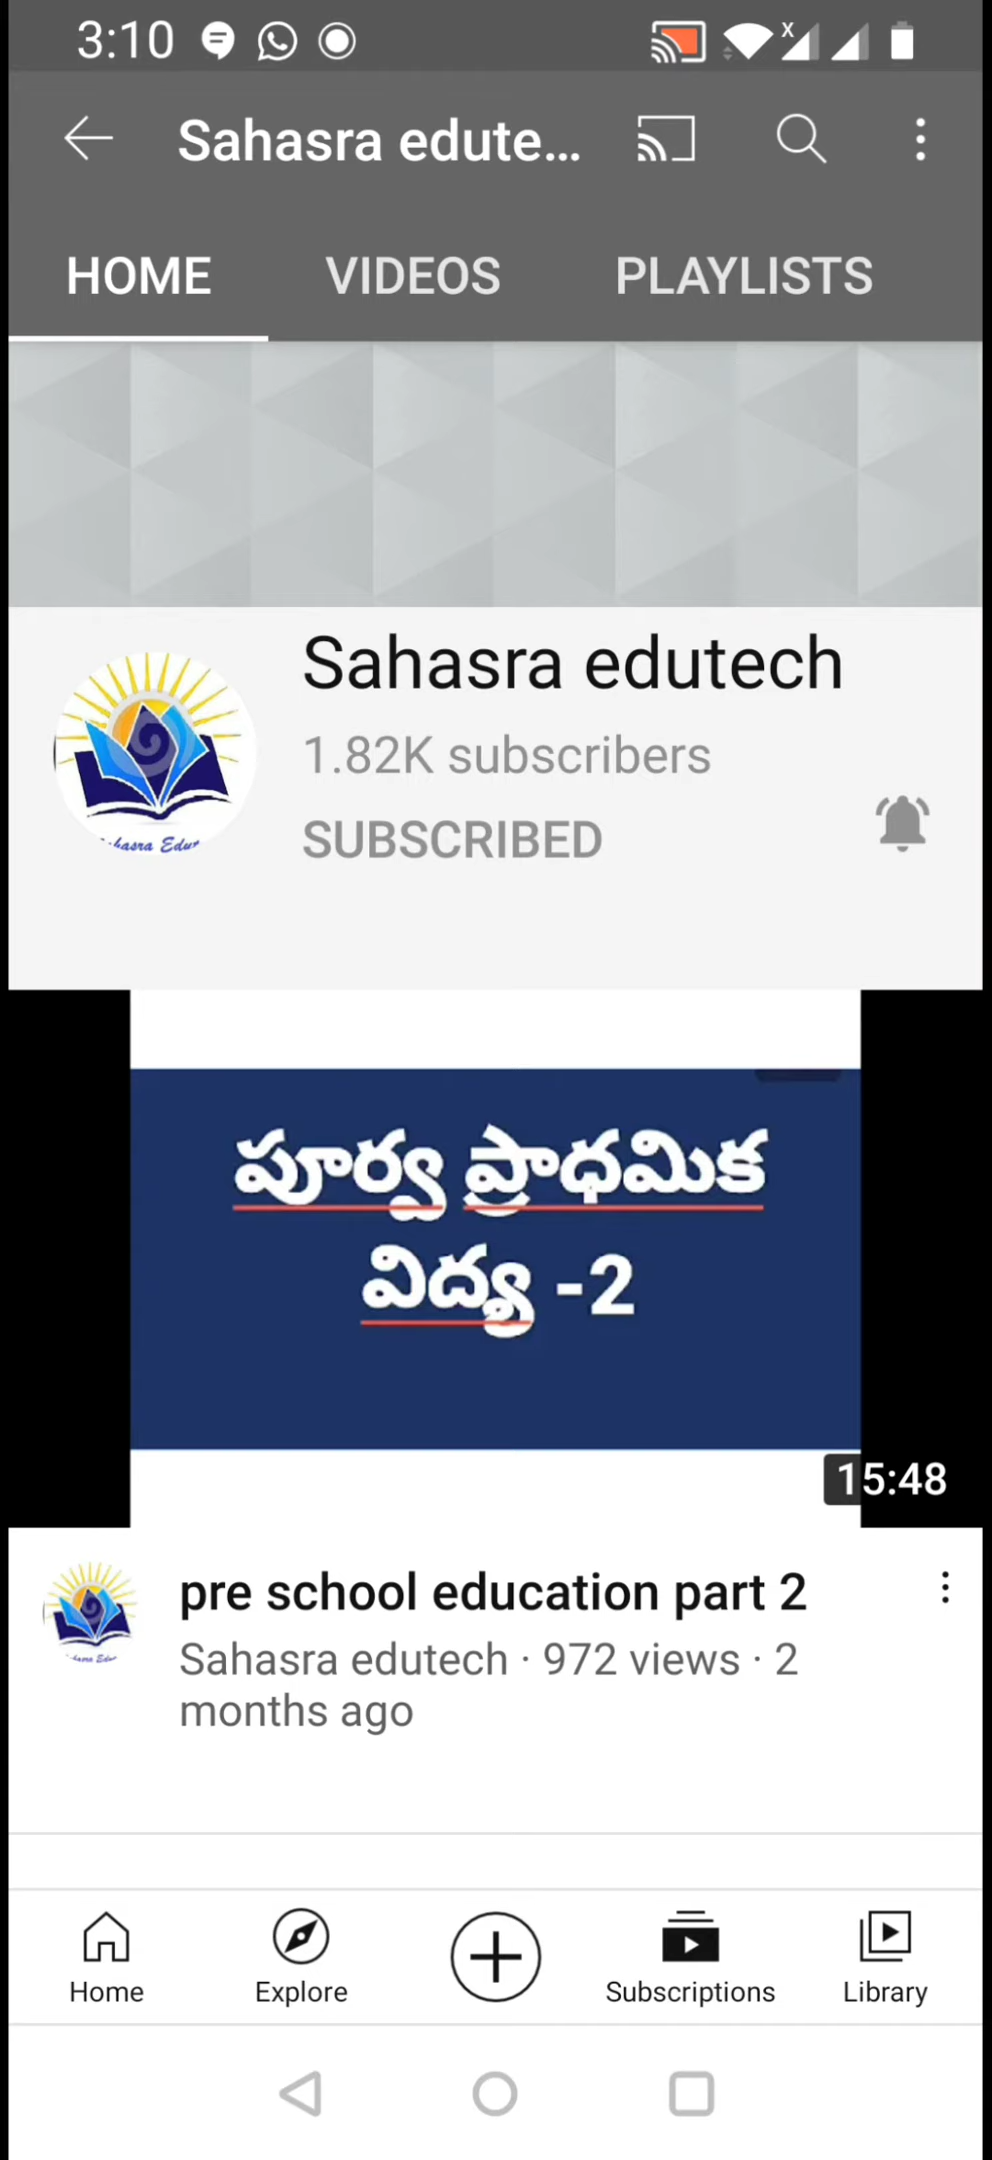 3:10
Sahasra edute...
HOME VIDEOS PLAYLISTS
Sahasra edutech
1.82K subscribers
SUBSCRIBED
పూర్వ ప్రాధమిక
విద్య -2
15:48
pre school education part 2
Sahasra edutech · 972 views · 2
months ago
Home Explore Subscriptions Library